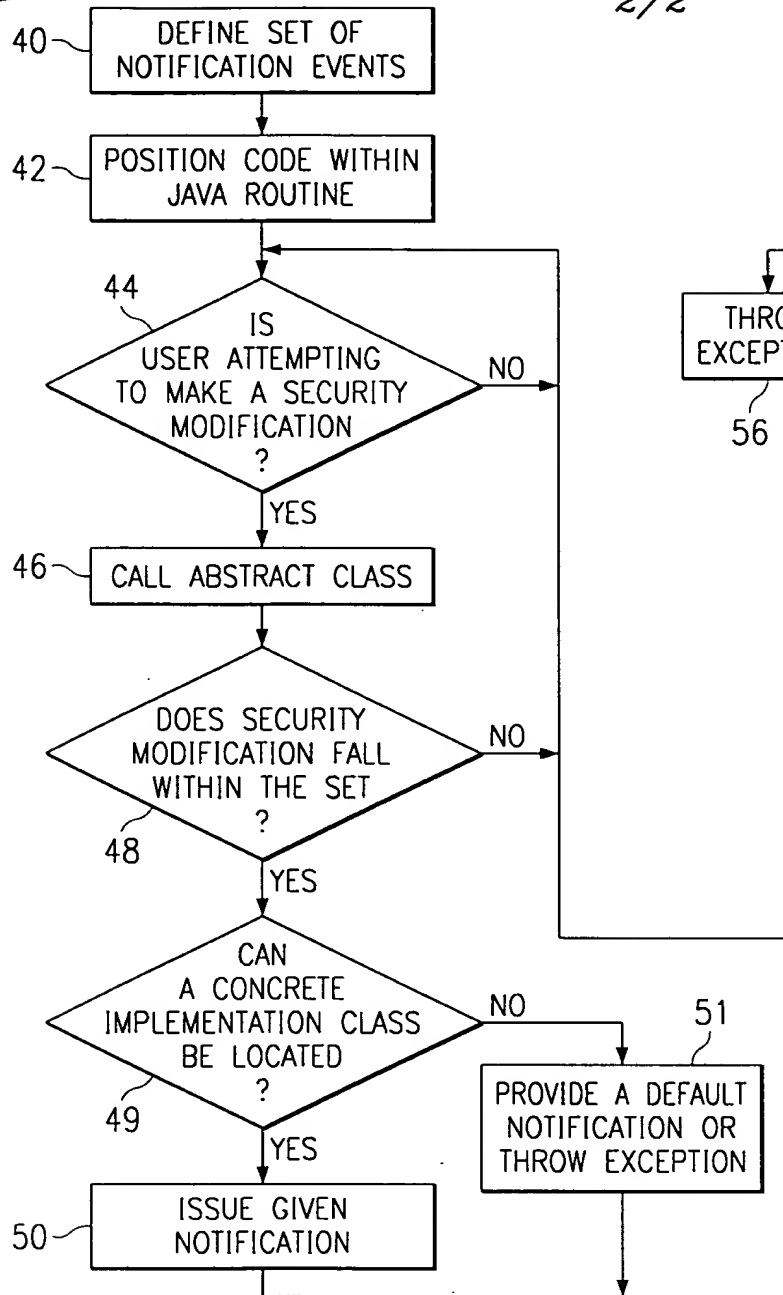 2/2
40
DEFINE SET OF
NOTIFICATION EVENTS
42
POSITION CODE WITHIN
JAVA ROUTINE
44
IS
USER ATTEMPTING
TO MAKE A SECURITY
MODIFICATION
?
NO
YES
56
46
CALL ABSTRACT CLASS
DOES SECURITY
MODIFICATION FALL
WITHIN THE SET
?
NO
48
YES
CAN
A CONCRETE
IMPLEMENTATION CLASS
BE LOCATED
?
NO
49
YES
51
PROVIDE A DEFAULT
NOTIFICATION OR
THROW EXCEPTION
50
ISSUE GIVEN
NOTIFICATION